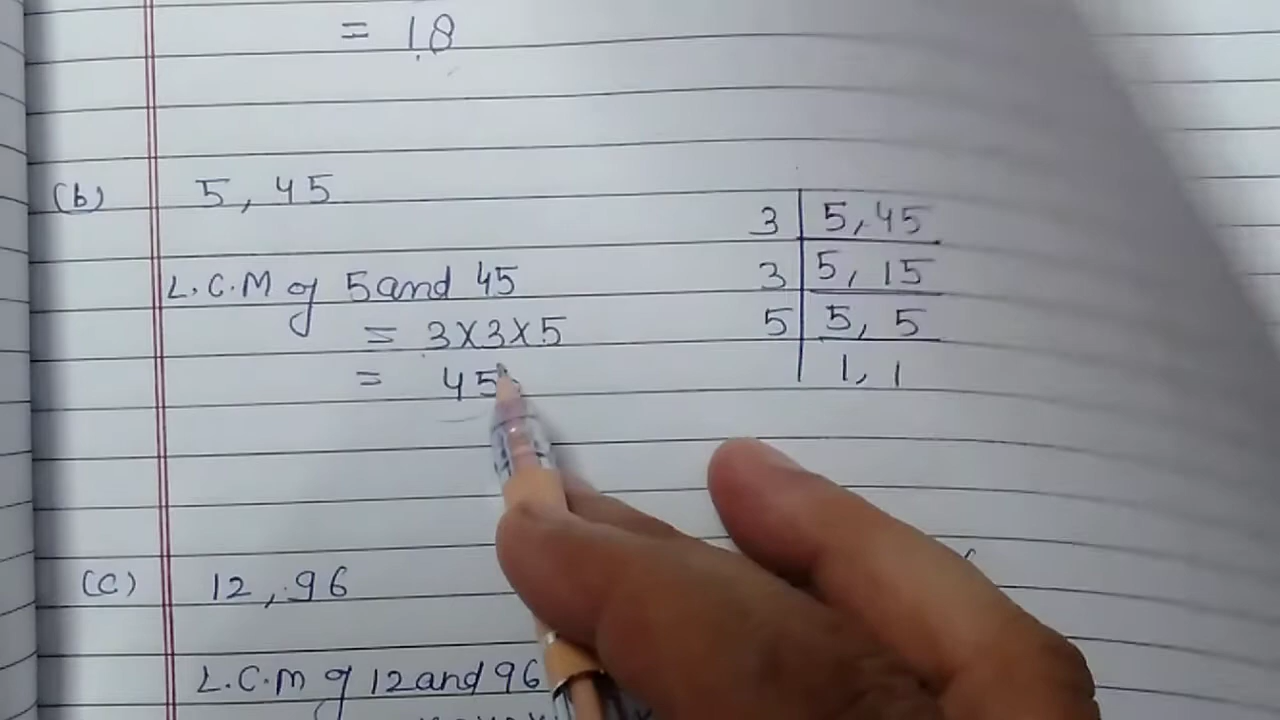 = 18
(b) 5, 45
3 | 5, 45
L.C.M of 5 and 45
3 | 5, 15
= 3×3×5
5 | 5, 5
= 45
1, 1
(c) 12, 96
L.C.M of 12 and 96